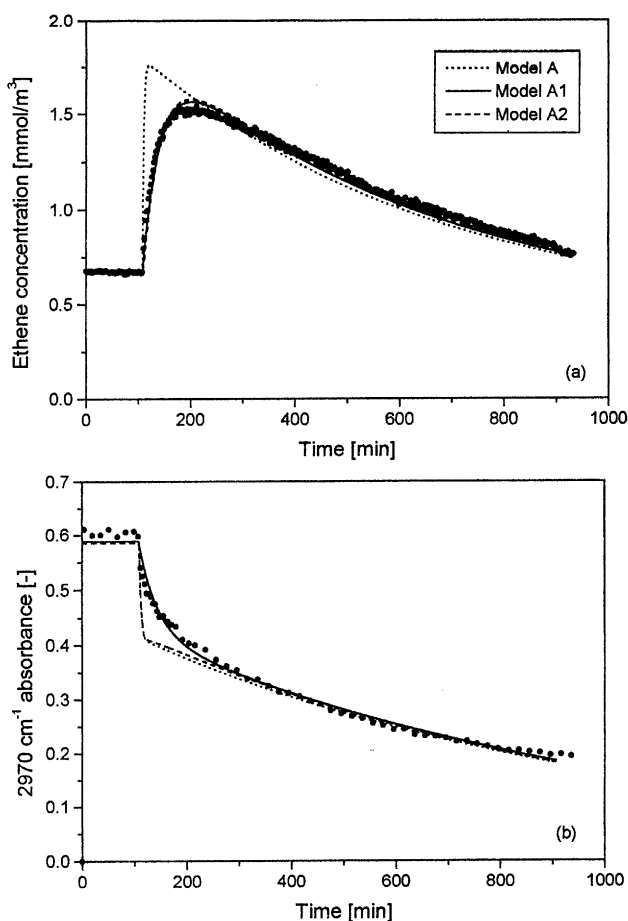 2.0
1.5
1.0
0.5
0.0
Ethene concentration [mmol/m³]
Model A
Model A1
Model A2
(a)
0 200 400 600 800 1000
Time [min]
0.7
0.6
0.5
0.4
0.3
0.2
0.1
0.0
2970 cm⁻¹ absorbance [-]
(b)
0 200 400 600 800 1000
Time [min]